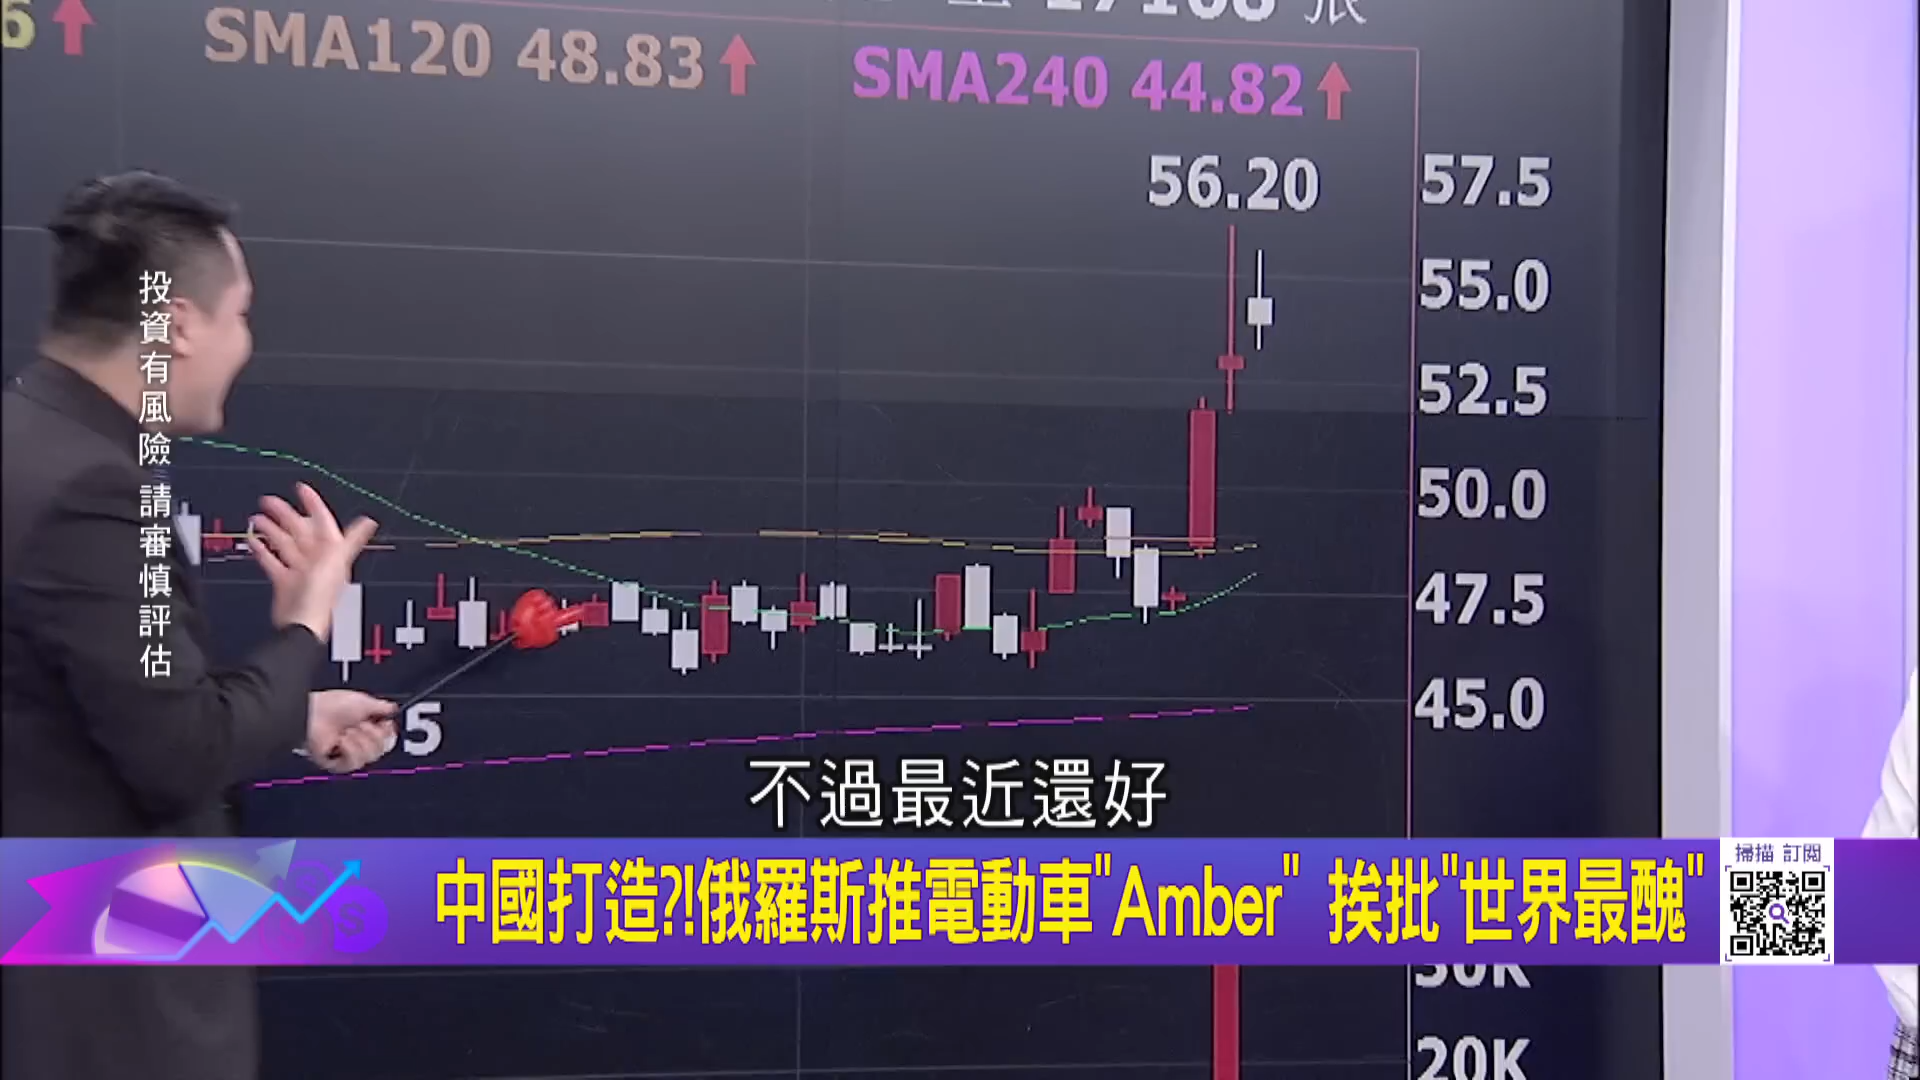 SMA120 48.83
SMA240 44.82
56.20
57.5
55.0
52.5
50.0
47.5
45.0
投資有風險 請審慎評估
不過最近還好
中國打造?!俄羅斯推電動車"Amber" 挨批"世界最醜"
掃描 訂閱
30K
20K